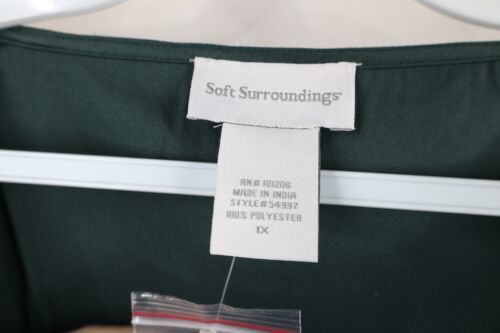 Soft Surroundings
RN# 101206
MADE IN INDIA
STYLE# 54997
100% POLYESTER
1X